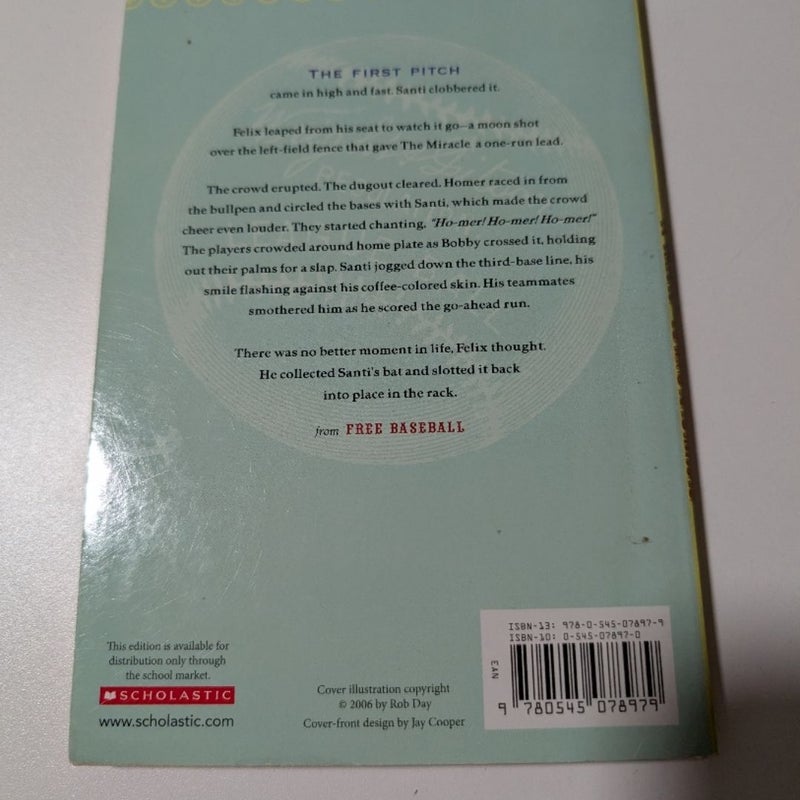 THE FIRST PITCH
came in high and fast. Santi clobbered it.
Felix leaped from his seat to watch it go—a moon shot
over the left-field fence that gave The Miracle a one-run lead.
The crowd erupted. The dugout cleared. Homer raced in from
the bullpen and circled the bases with Santi, which made the crowd
cheer even louder. They started chanting, "Ho-mer! Ho-mer! Ho-mer!"
The players crowded around home plate as Bobby crossed it, holding
out their palms for a slap. Santi jogged down the third-base line, his
smile flashing against his coffee-colored skin. His teammates
smothered him as he scored the go-ahead run.
There was no better moment in life, Felix thought.
He collected Santi's bat and slotted it back
into place in the rack.
from FREE BASEBALL
This edition is available for
distribution only through
the school market.
SCHOLASTIC
www.scholastic.com
Cover illustration copyright
© 2006 by Rob Day
Cover-front design by Jay Cooper
ISBN-13: 978-0-545-07897-9
ISBN-10: 0-545-07897-0
EAN
9 780545 078979